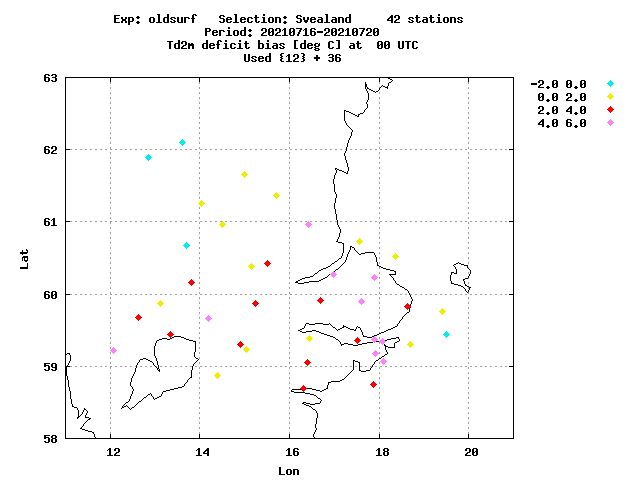 Exp: oldsurf   Selection: Svealand     42 stations
Period: 20210716-20210720
Td2m deficit bias [deg C] at  00 UTC
Used {12} + 36
-2.0 0.0
0.0 2.0
2.0 4.0
4.0 6.0
63
62
61
60
59
58
Lat
12 14 16 18 20
Lon